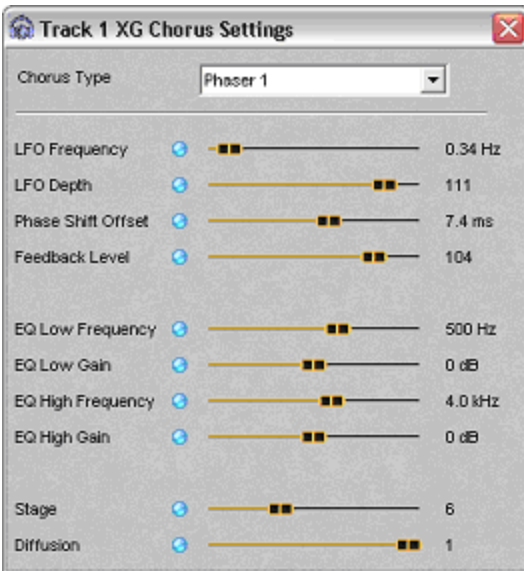 Track 1 XG Chorus Settings
Chorus Type Phaser 1
LFO Frequency 0.34 Hz
LFO Depth 111
Phase Shift Offset 7.4 ms
Feedback Level 104
EQ Low Frequency 500 Hz
EQ Low Gain 0 dB
EQ High Frequency 4.0 kHz
EQ High Gain 0 dB
Stage 6
Diffusion 1